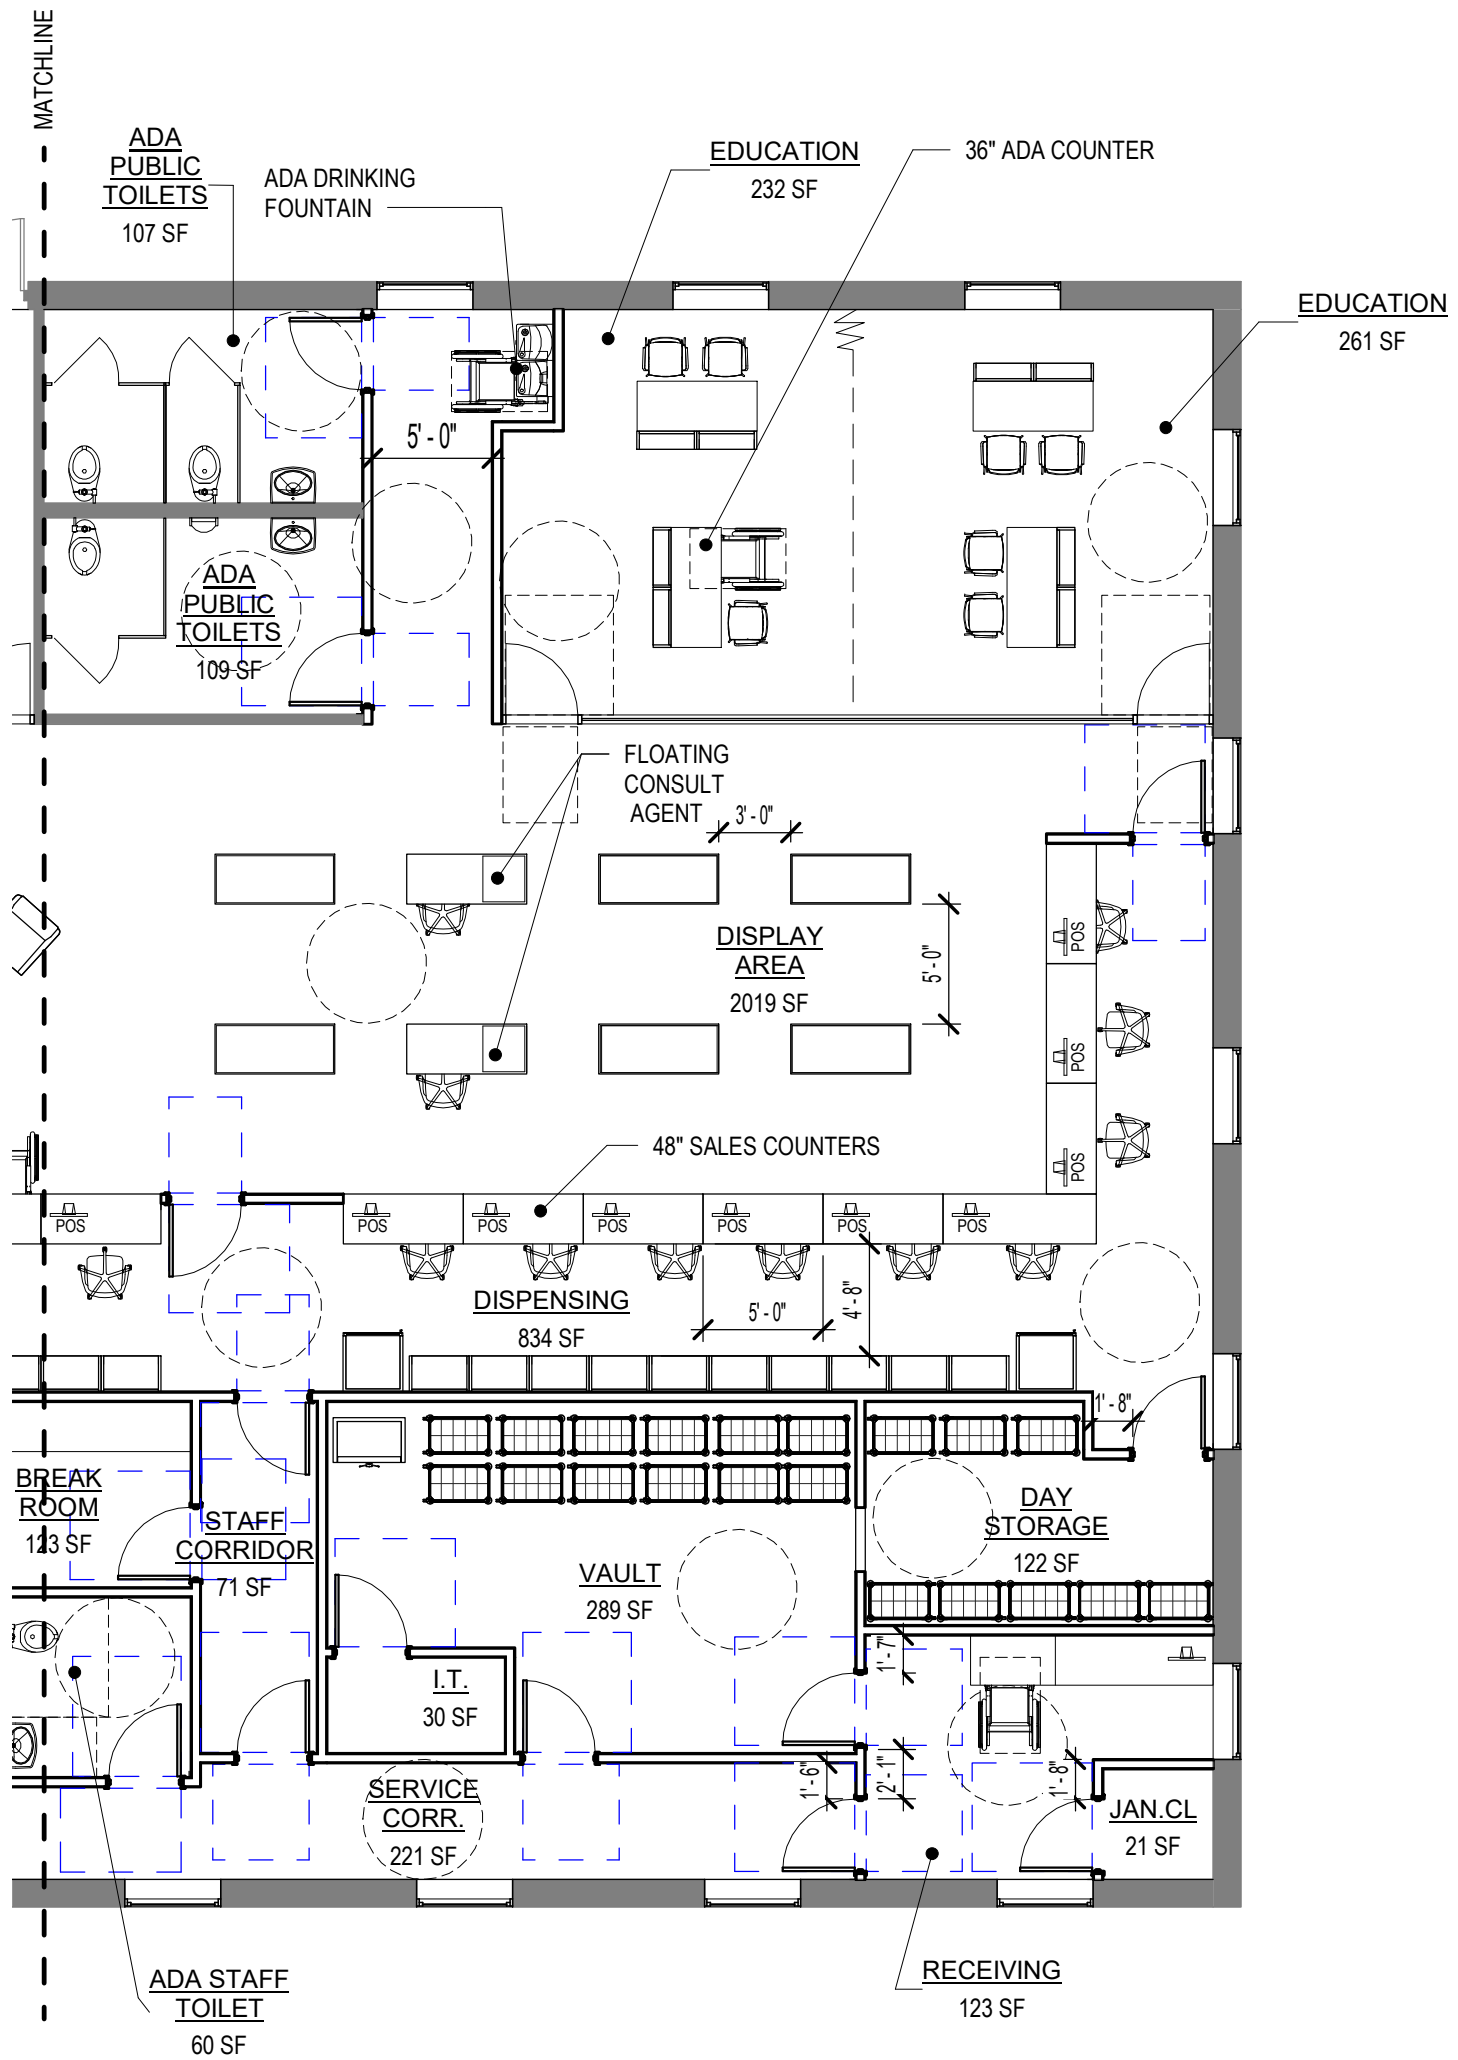 MATCHLINE
ADA
PUBLIC
TOILETS
107 SF
ADA DRINKING
FOUNTAIN
EDUCATION
232 SF
36" ADA COUNTER
EDUCATION
261 SF
5' - 0"
ADA
PUBLIC
TOILETS
109 SF
FLOATING
CONSULT
AGENT
3' - 0"
DISPLAY
AREA
2019 SF
5' - 0"
POS
POS
POS
48" SALES COUNTERS
POS
POS
POS
POS
POS
POS
POS
DISPENSING
834 SF
5' - 0"
4' - 8"
1' - 8"
BREAK
ROOM
123 SF
STAFF
CORRIDOR
71 SF
VAULT
289 SF
DAY
STORAGE
122 SF
I.T.
30 SF
1' - 7"
SERVICE
CORR.
221 SF
1' - 6"
2' - 1"
1' - 8"
JAN.CL
21 SF
ADA STAFF
TOILET
60 SF
RECEIVING
123 SF